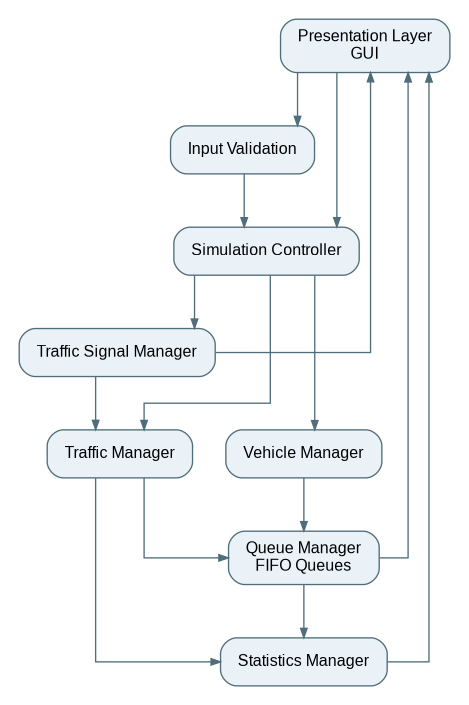 Presentation Layer
GUI
Input Validation
Simulation Controller
Traffic Signal Manager
Traffic Manager
Vehicle Manager
Queue Manager
FIFO Queues
Statistics Manager